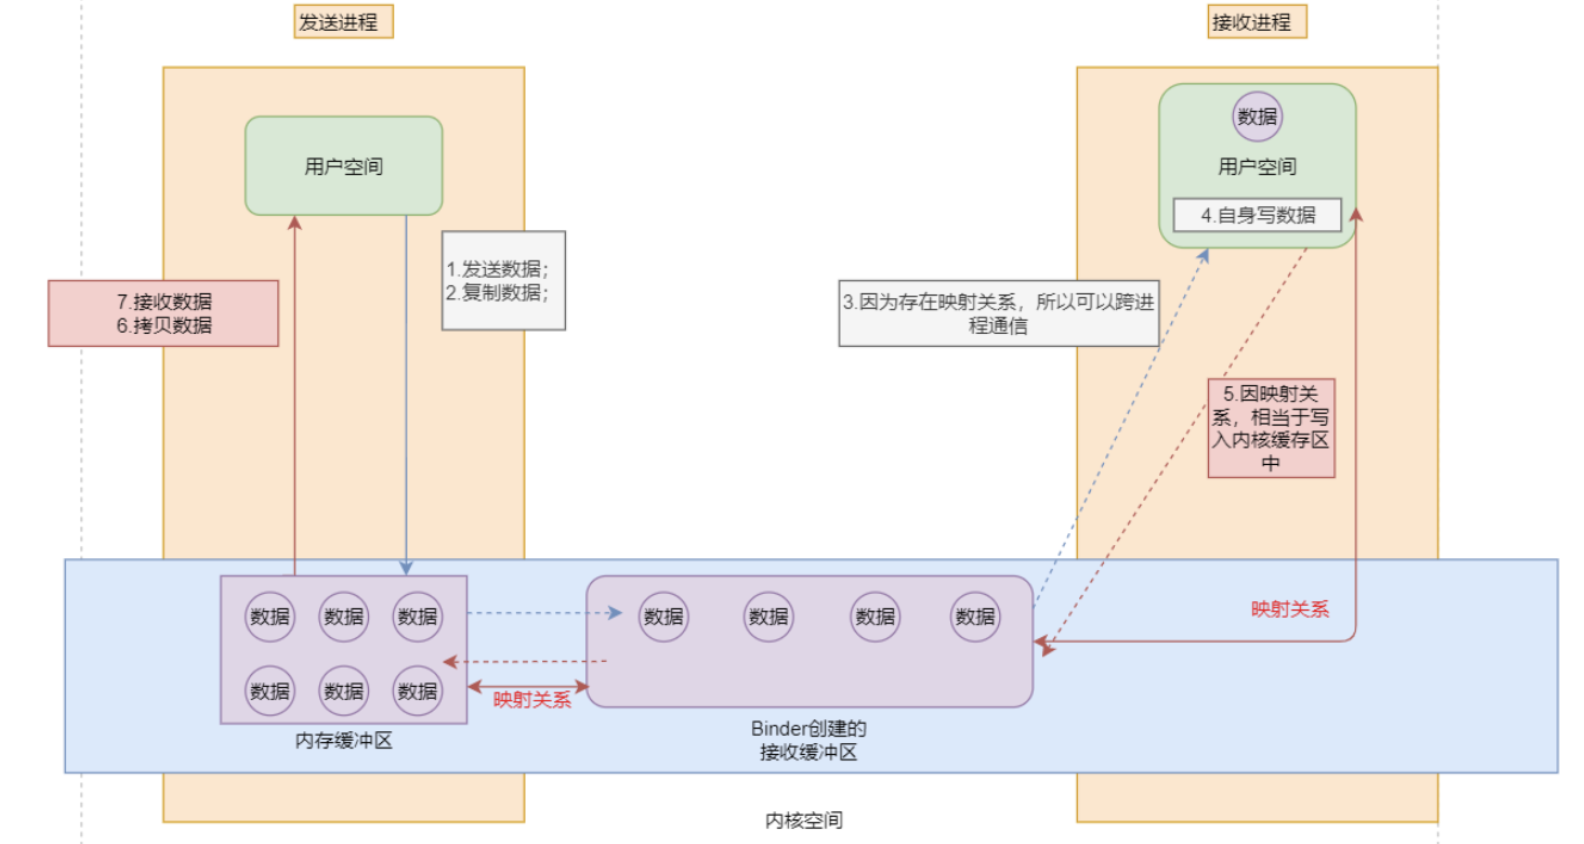 发送进程
接收进程
数据
用户空间
用户空间
4.自身写数据
1.发送数据；
2.复制数据；
7.接收数据
6.拷贝数据
3.因为存在映射关系，所以可以跨进
程通信
5.因映射关
系，相当于写
入内核缓存区
中
映射关系
数据 数据 数据
数据 数据 数据 数据
数据 数据 数据
映射关系
内存缓冲区
Binder创建的
接收缓冲区
内核空间